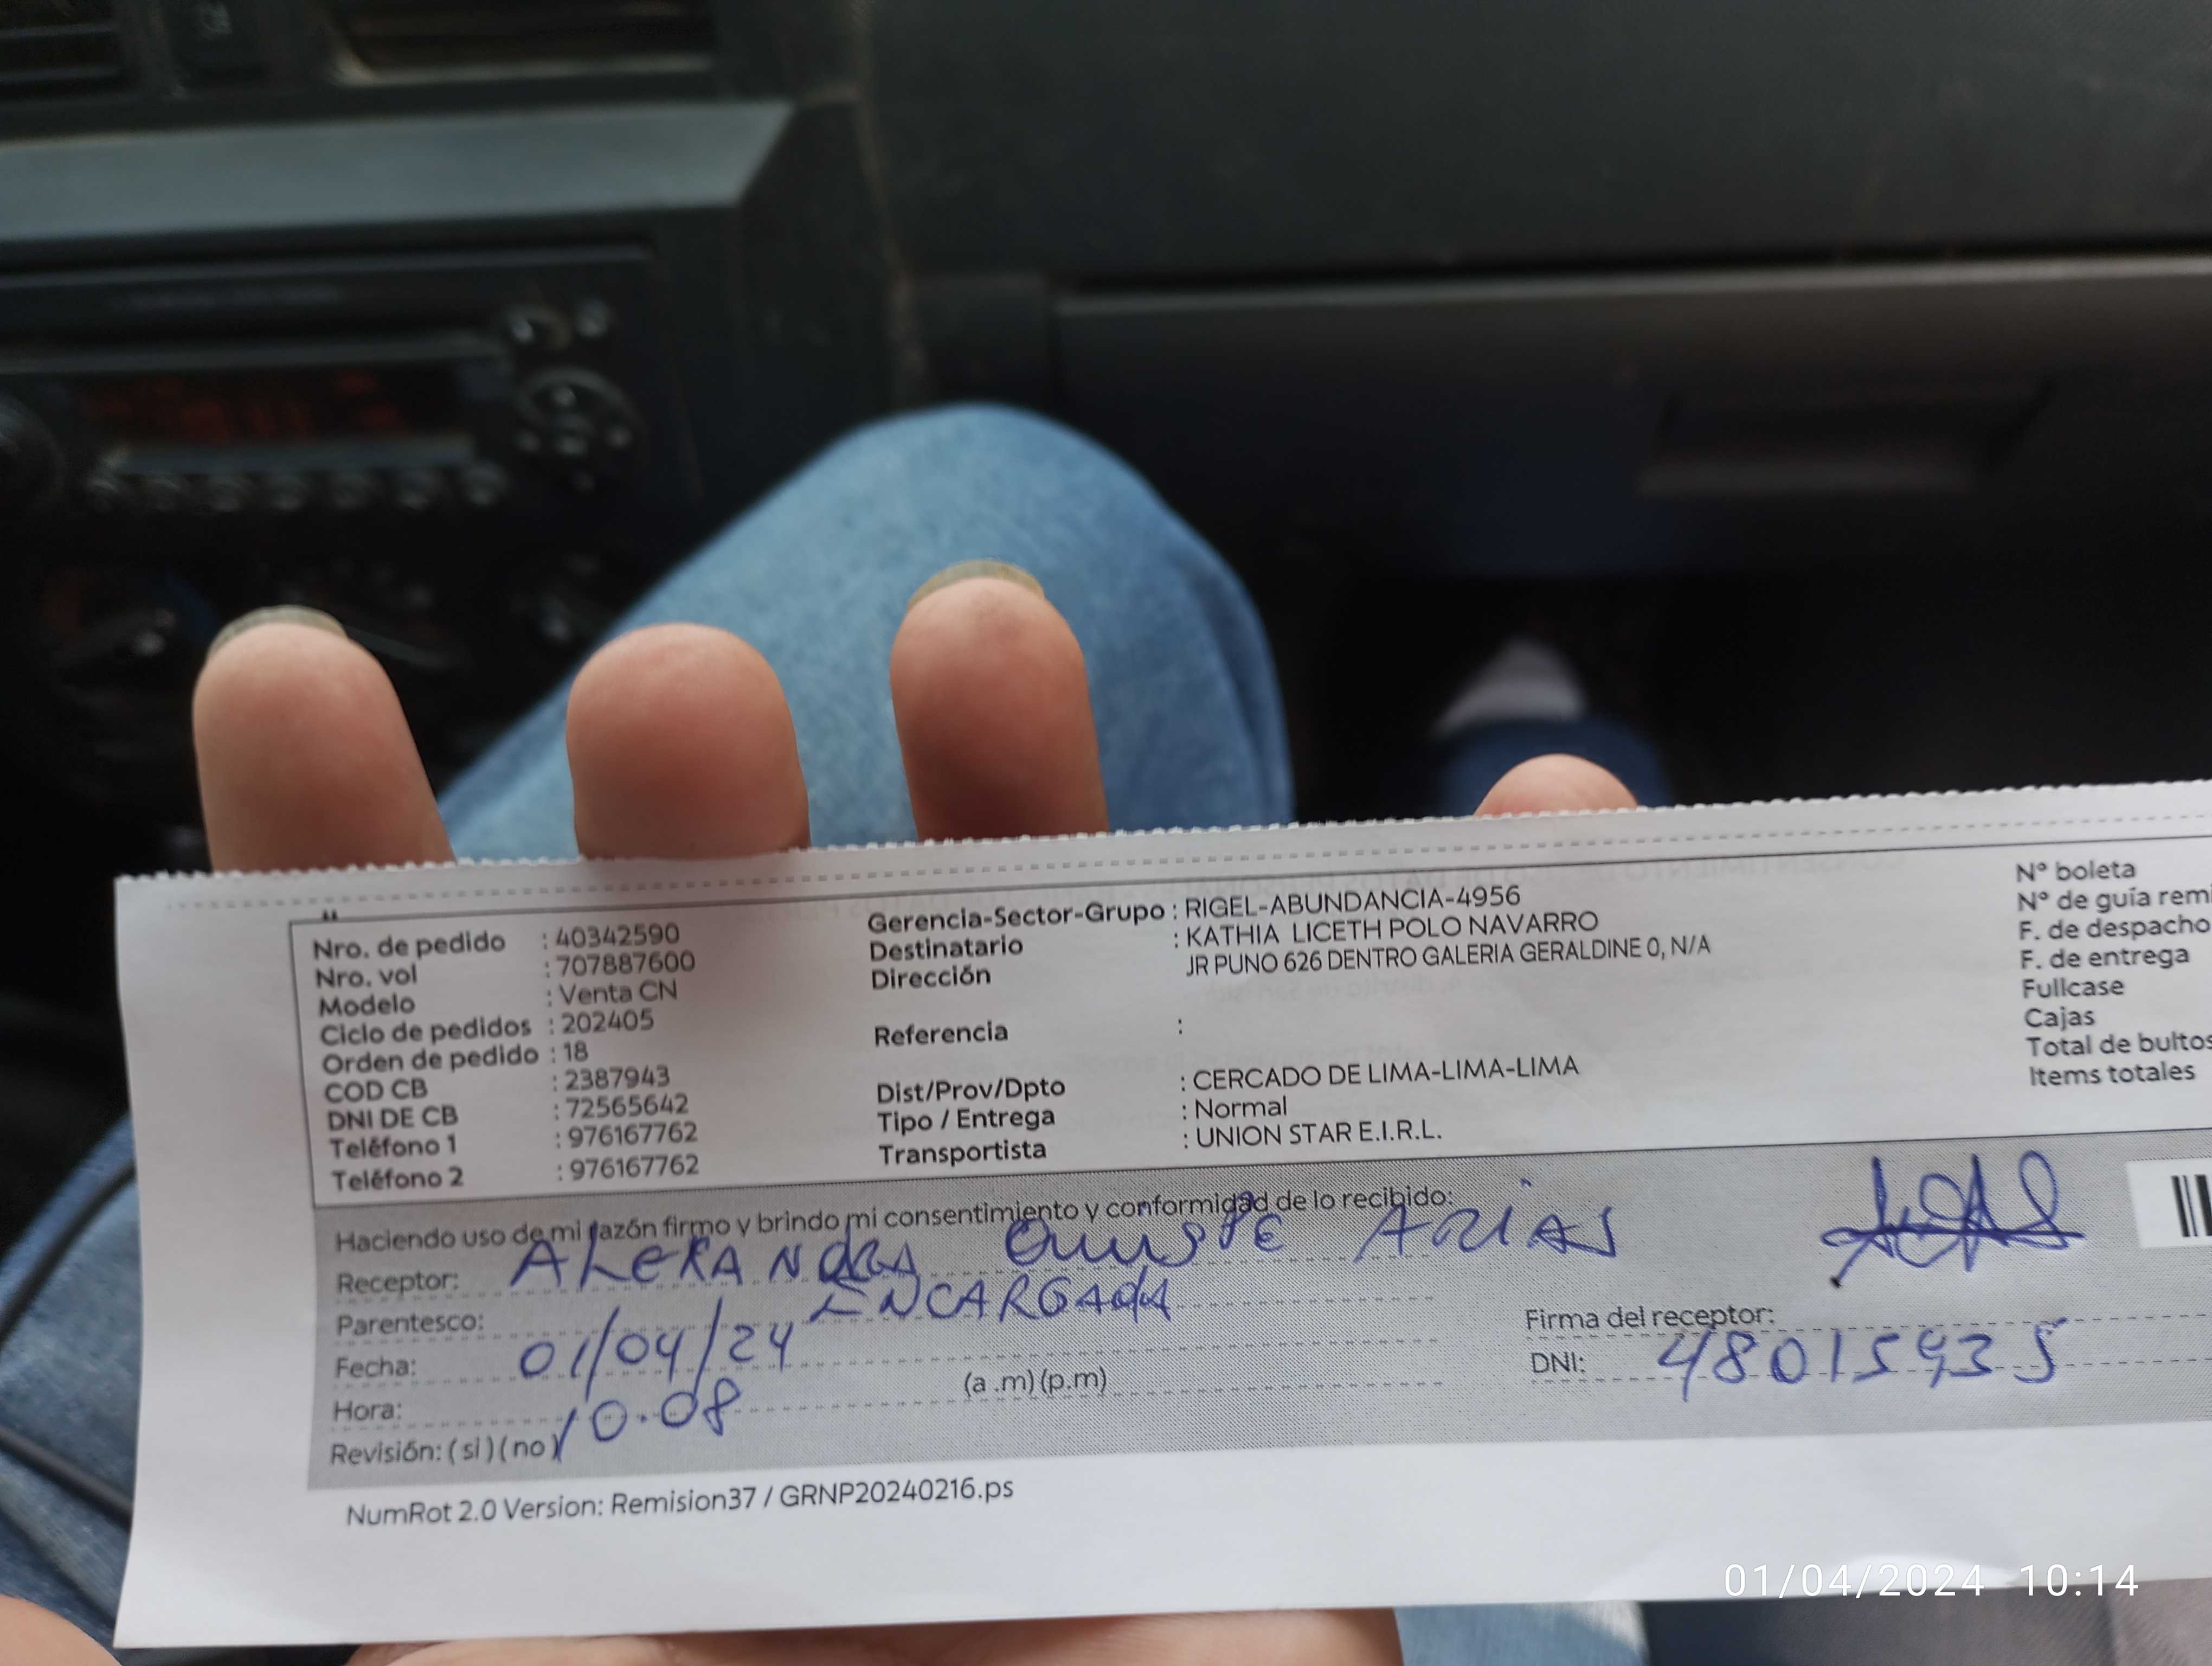 Nro. de pedido : 40342590
Nro. vol : 707887600
Modelo : Venta CN
Ciclo de pedidos : 202405
Orden de pedido : 18
COD CB : 2387943
DNI DE CB : 72565642
Teléfono 1 : 976167762
Teléfono 2 : 976167762
Gerencia-Sector-Grupo : RIGEL-ABUNDANCIA-4956
Destinatario : KATHIA LICETH POLO NAVARRO
Dirección JR PUNO 626 DENTRO GALERIA GERALDINE 0, N/A
Referencia :
Dist/Prov/Dpto : CERCADO DE LIMA-LIMA-LIMA
Tipo / Entrega : Normal
Transportista : UNION STAR E.I.R.L.
N° boleta
N° de guía remi
F. de despacho
F. de entrega
Fullcase
Cajas
Total de bultos
Items totales
Haciendo uso de mi razón firmo y brindo mi consentimiento y conformidad de lo recibido:
Receptor: ALEXANDRA QUISPE ARIAS
Parentesco: ENCARGADA
Fecha: 01/04/24
Hora: 10.08 (a .m) (p.m)
Revisión: ( si ) ( no )
Firma del receptor:
DNI: 48015935
NumRot 2.0 Version: Remision37 / GRNP20240216.ps
01/04/2024 10:14